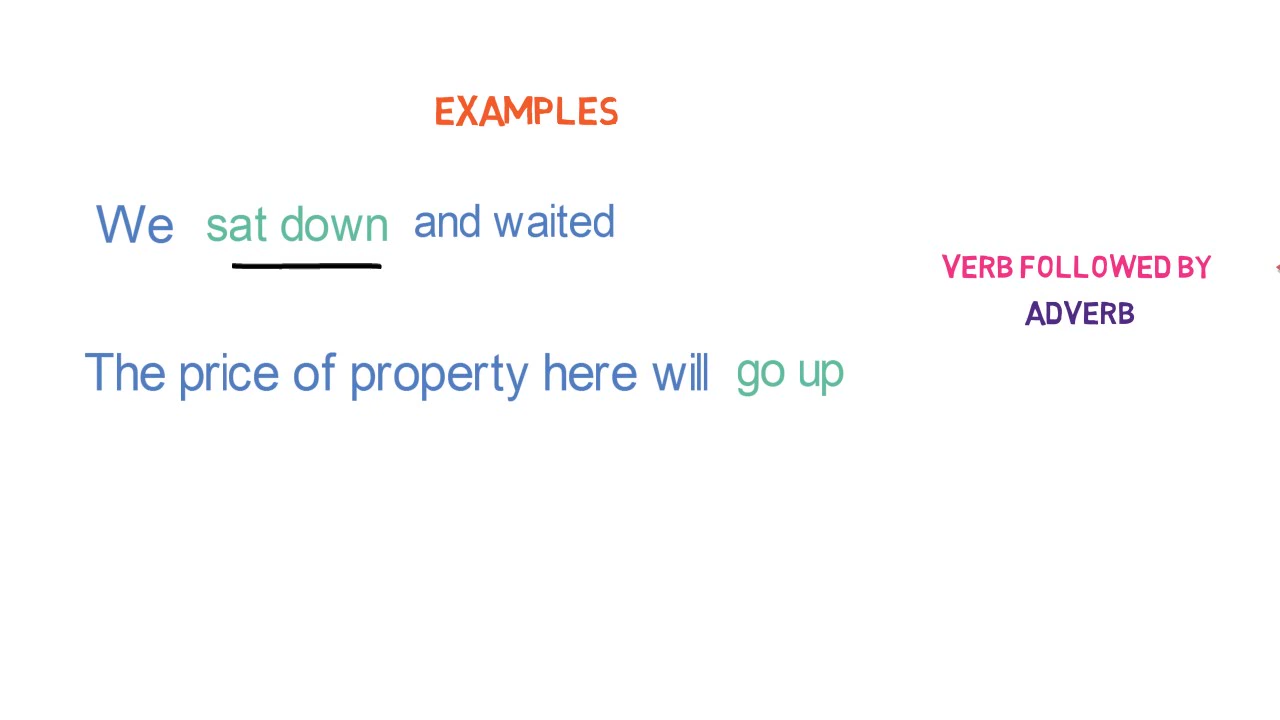 EXAMPLES
We sat down and waited
VERB FOLLOWED BY
ADVERB
The price of property here will go up